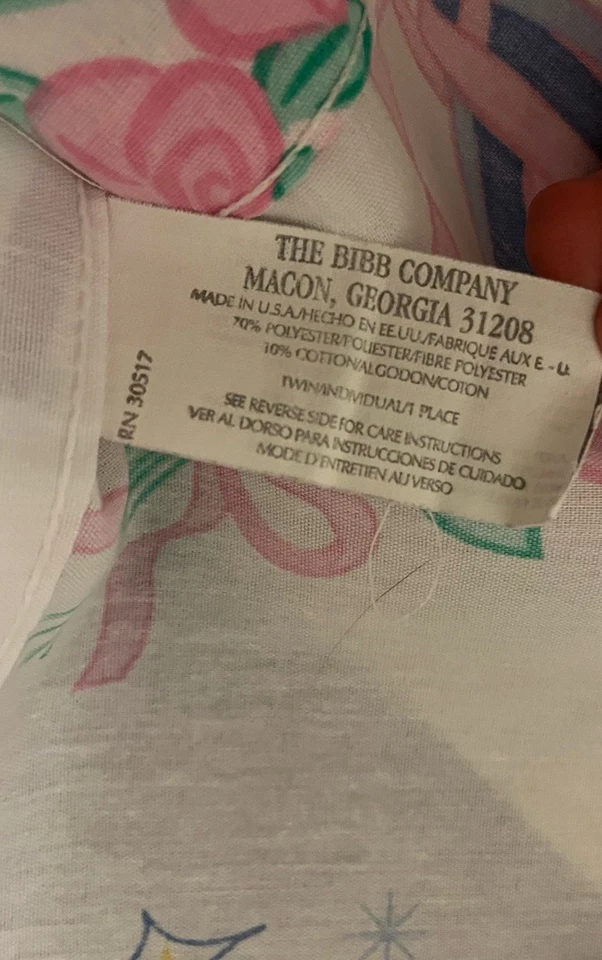 THE BIBB COMPANY
MACON, GEORGIA 31208
MADE IN U.S.A./HECHO EN EE.UU./FABRIQUE AUX E.-U.
70% POLYESTER/POLIESTER/FIBRE POLYESTER
10% COTTON/ALGODON/COTON
TWIN/INDIVIDUAL/1 PLACE
SEE REVERSE SIDE FOR CARE INSTRUCTIONS
VER AL DORSO PARA INSTRUCCIONES DE CUIDADO
MODE D'ENTRETIEN AU VERSO
RN 30517